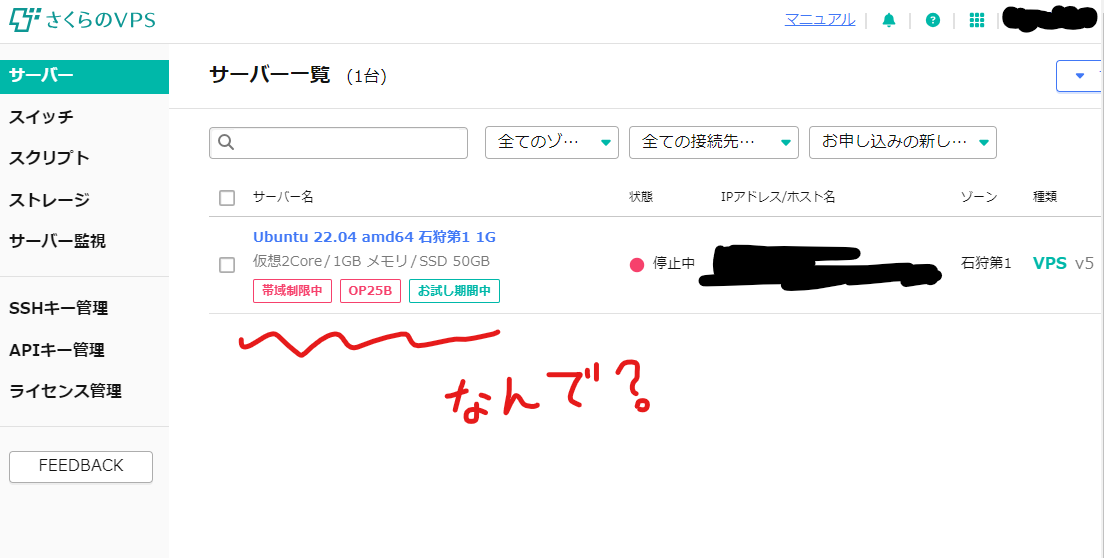 さくらのVPS
マニュアル
サーバー
スイッチ
スクリプト
ストレージ
サーバー監視
SSHキー管理
APIキー管理
ライセンス管理
FEEDBACK
サーバー一覧 (1台)
全てのゾ… 全ての接続先… お申し込みの新し…
サーバー名 状態 IPアドレス/ホスト名 ゾーン 種類
Ubuntu 22.04 amd64 石狩第1 1G
仮想2Core/1GB メモリ/SSD 50GB
帯域制限中 OP25B お試し期間中
停止中 石狩第1 VPS v5
なんで?